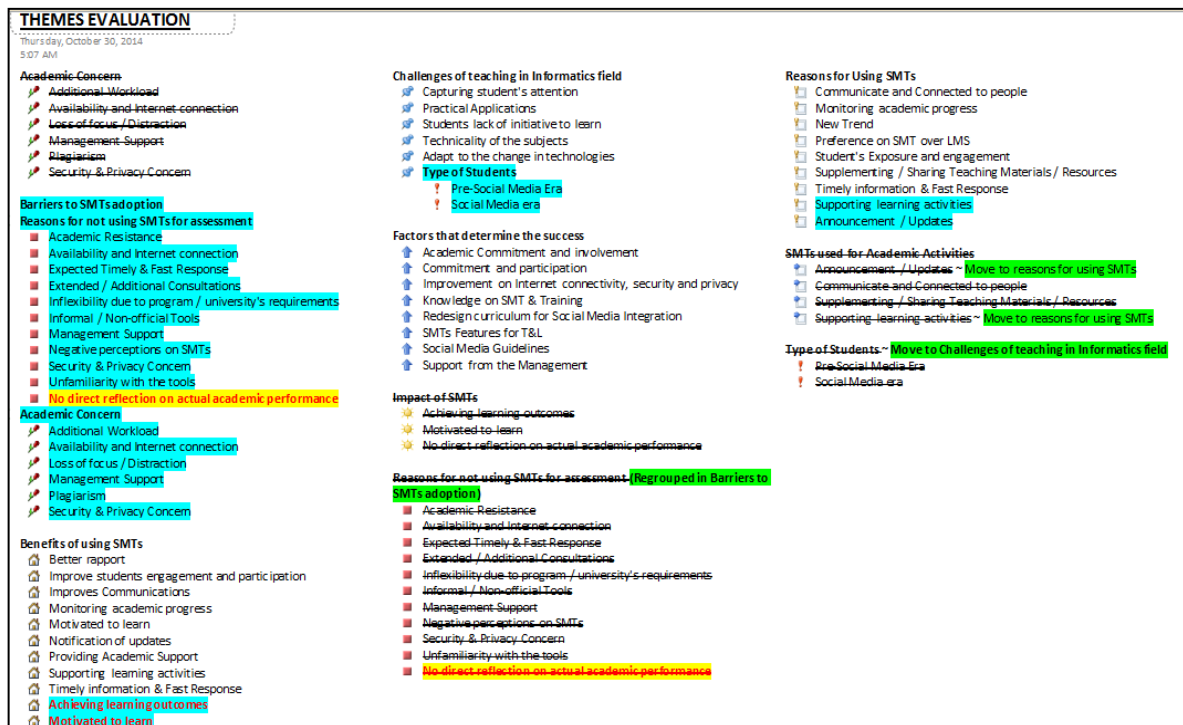 THEMES EVALUATION
Thursday, October 30, 2014
5:07 AM
Academic Concern
Additional Workload
Availability and Internet connection
Loss of focus / Distraction
Management Support
Plagiarism
Security & Privacy Concern
Barriers to SMTs adoption
Reasons for not using SMTs for assessment
Academic Resistance
Availability and Internet connection
Expected Timely & Fast Response
Extended / Additional Consultations
Inflexibility due to program / university's requirements
Informal / Non-official Tools
Management Support
Negative perceptions on SMTs
Security & Privacy Concern
Unfamiliarity with the tools
No direct reflection on actual academic performance
Academic Concern
Additional Workload
Availability and Internet connection
Loss of focus / Distraction
Management Support
Plagiarism
Security & Privacy Concern
Benefits of using SMTs
Better rapport
Improve students engagement and participation
Improves Communications
Monitoring academic progress
Motivated to learn
Notification of updates
Providing Academic Support
Supporting learning activities
Timely information & Fast Response
Achieving learning outcomes
Motivated to learn
Challenges of teaching in Informatics field
Capturing student's attention
Practical Applications
Students lack of initiative to learn
Technicality of the subjects
Adapt to the change in technologies
Type of Students
Pre-Social Media Era
Social Media era
Factors that determine the success
Academic Commitment and involvement
Commitment and participation
Improvement on Internet connectivity, security and privacy
Knowledge on SMT & Training
Redesign curriculum for Social Media Integration
SMTs Features for T&L
Social Media Guidelines
Support from the Management
Impact of SMTs
Achieving learning outcomes
Motivated to learn
No direct reflection on actual academic performance
Reasons for not using SMTs for assessment (Regrouped in Barriers to
SMTs adoption)
Academic Resistance
Availability and Internet connection
Expected Timely & Fast Response
Extended / Additional Consultations
Inflexibility due to program / university's requirements
Informal / Non-official Tools
Management Support
Negative perceptions on SMTs
Security & Privacy Concern
Unfamiliarity with the tools
No direct reflection on actual academic performance
Reasons for Using SMTs
Communicate and Connected to people
Monitoring academic progress
New Trend
Preference on SMT over LMS
Student's Exposure and engagement
Supplementing / Sharing Teaching Materials / Resources
Timely information & Fast Response
Supporting learning activities
Announcement / Updates
SMTs used for Academic Activities
Announcement / Updates ~ Move to reasons for using SMTs
Communicate and Connected to people
Supplementing / Sharing Teaching Materials / Resources
Supporting learning activities ~ Move to reasons for using SMTs
Type of Students ~ Move to Challenges of teaching in Informatics field
Pre-Social Media Era
Social Media era